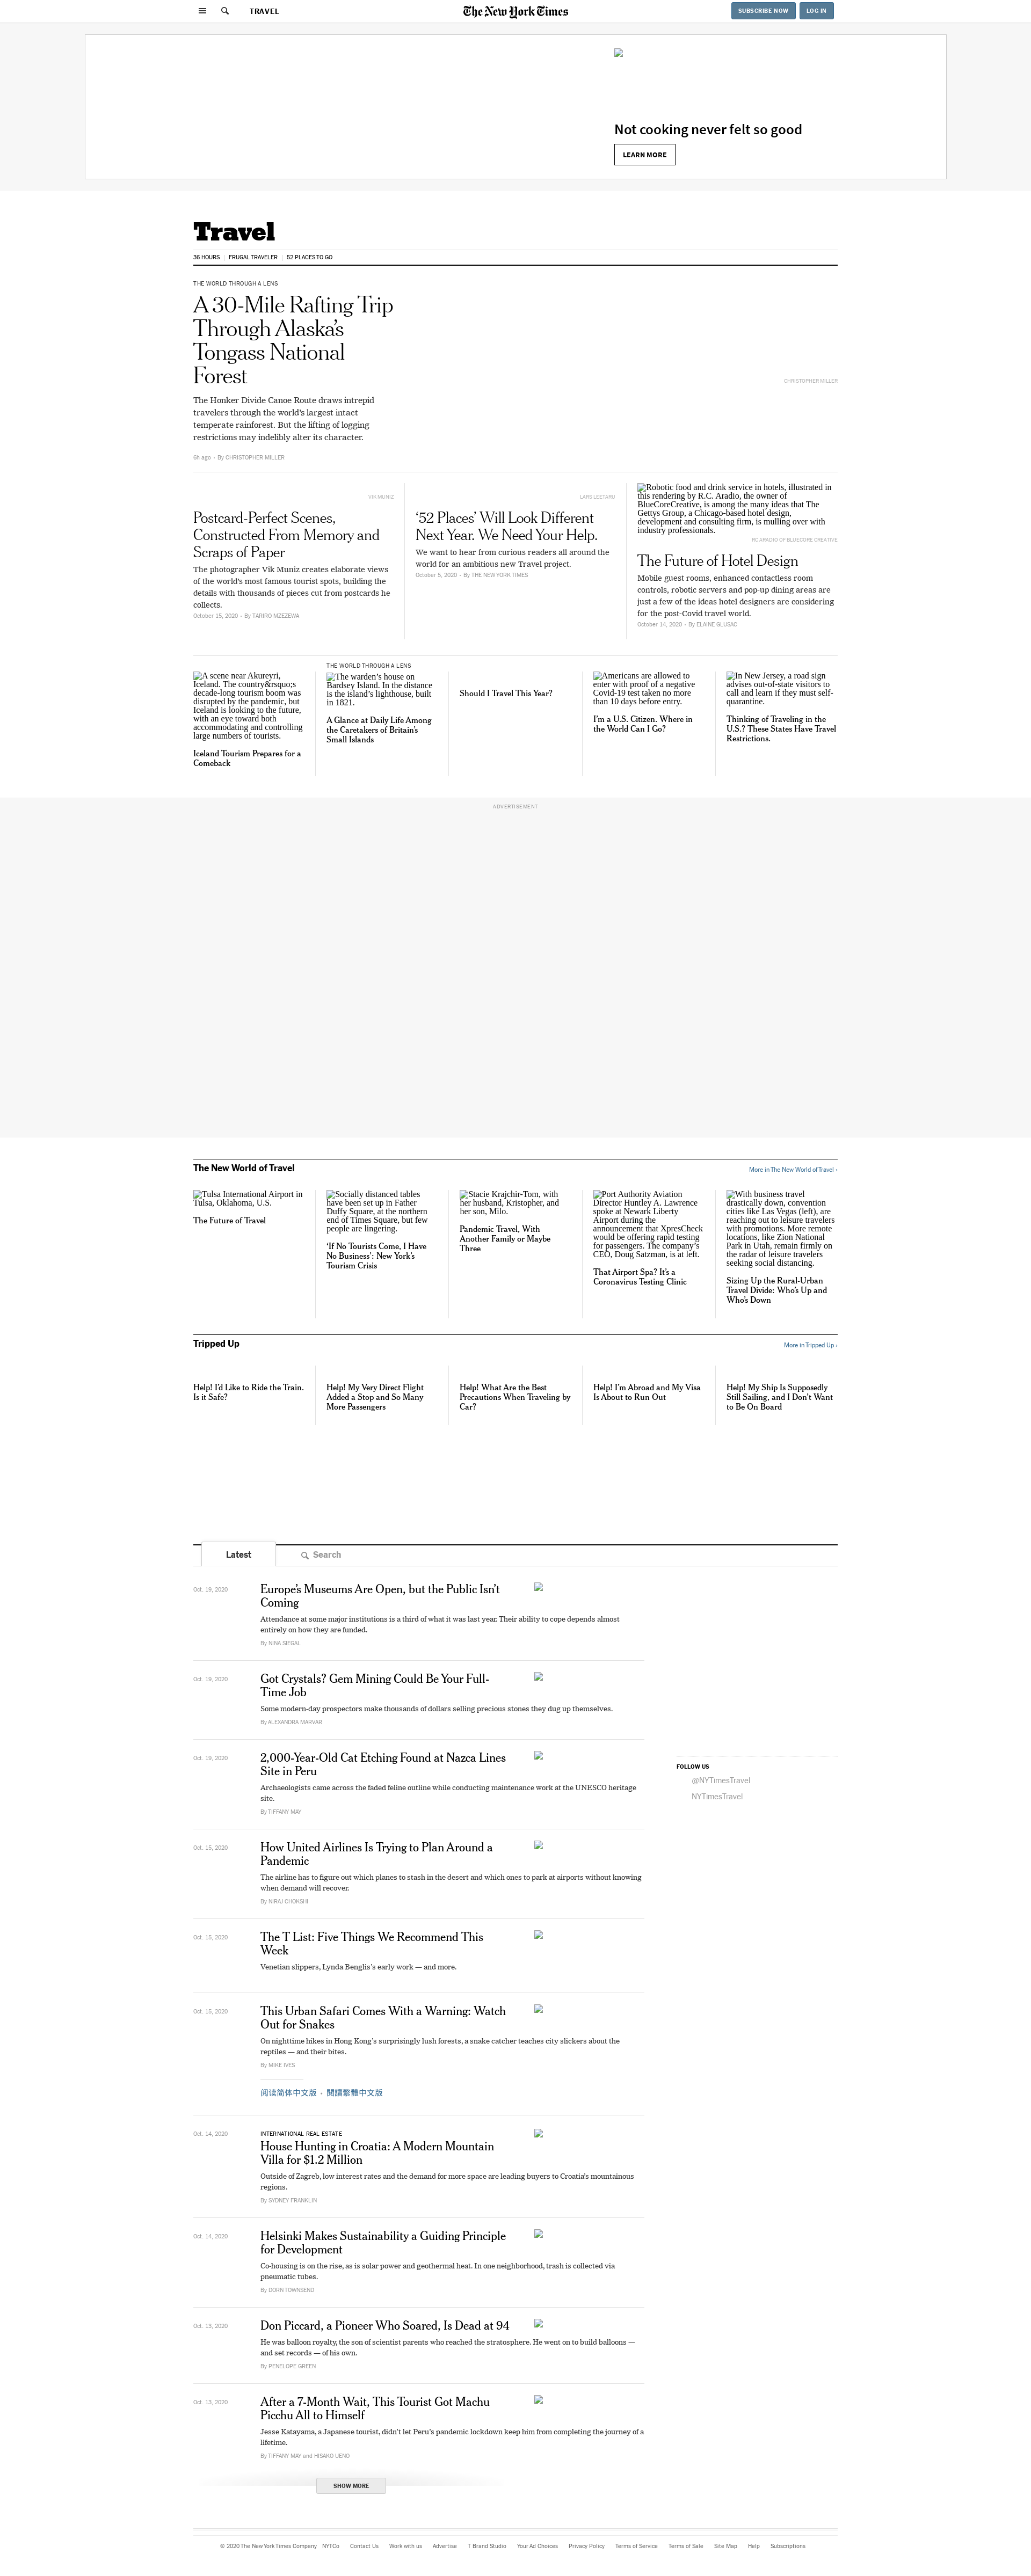 TRAVEL
The New York Times
SUBSCRIBE NOW
LOG IN
Not cooking never felt so good
LEARN MORE
Travel
36 HOURS
FRUGAL TRAVELER
52 PLACES TO GO
THE WORLD THROUGH A LENS
A 30-Mile Rafting Trip
Through Alaska’s
Tongass National
Forest
CHRISTOPHER MILLER
The Honker Divide Canoe Route draws intrepid
travelers through the world’s largest intact
temperate rainforest. But the lifting of logging
restrictions may indelibly alter its character.
6h ago - By CHRISTOPHER MILLER
VIK MUNIZ
Postcard-Perfect Scenes,
Constructed From Memory and
Scraps of Paper
The photographer Vik Muniz creates elaborate views
of the world’s most famous tourist spots, building the
details with thousands of pieces cut from postcards he
collects.
October 15, 2020 - By TARIRO MZEZEWA
LARS LEETARU
‘52 Places’ Will Look Different
Next Year. We Need Your Help.
We want to hear from curious readers all around the
world for an ambitious new Travel project.
October 5, 2020 - By THE NEW YORK TIMES
Robotic food and drink service in hotels, illustrated in
this rendering by R.C. Aradio, the owner of
BlueCoreCreative, is among the many ideas that The
Gettys Group, a Chicago-based hotel design,
development and consulting firm, is mulling over with
industry professionals.
RC ARADIO OF BLUECORE CREATIVE
The Future of Hotel Design
Mobile guest rooms, enhanced contactless room
controls, robotic servers and pop-up dining areas are
just a few of the ideas hotel designers are considering
for the post-Covid travel world.
October 14, 2020 - By ELAINE GLUSAC
A scene near Akureyri,
Iceland. The country&rsquo;s
decade-long tourism boom was
disrupted by the pandemic, but
Iceland is looking to the future,
with an eye toward both
accommodating and controlling
large numbers of tourists.
Iceland Tourism Prepares for a
Comeback
THE WORLD THROUGH A LENS
The warden’s house on
Bardsey Island. In the distance
is the island’s lighthouse, built
in 1821.
A Glance at Daily Life Among
the Caretakers of Britain’s
Small Islands
Should I Travel This Year?
Americans are allowed to
enter with proof of a negative
Covid-19 test taken no more
than 10 days before entry.
I’m a U.S. Citizen. Where in
the World Can I Go?
In New Jersey, a road sign
advises out-of-state visitors to
call and learn if they must self-
quarantine.
Thinking of Traveling in the
U.S.? These States Have Travel
Restrictions.
ADVERTISEMENT
The New World of Travel
More in The New World of Travel ›
Tulsa International Airport in
Tulsa, Oklahoma, U.S.
The Future of Travel
Socially distanced tables
have been set up in Father
Duffy Square, at the northern
end of Times Square, but few
people are lingering.
‘If No Tourists Come, I Have
No Business’: New York’s
Tourism Crisis
Stacie Krajchir-Tom, with
her husband, Kristopher, and
her son, Milo.
Pandemic Travel, With
Another Family or Maybe
Three
Port Authority Aviation
Director Huntley A. Lawrence
spoke at Newark Liberty
Airport during the
announcement that XpresCheck
would be offering rapid testing
for passengers. The company’s
CEO, Doug Satzman, is at left.
That Airport Spa? It’s a
Coronavirus Testing Clinic
With business travel
drastically down, convention
cities like Las Vegas (left), are
reaching out to leisure travelers
with promotions. More remote
locations, like Zion National
Park in Utah, remain firmly on
the radar of leisure travelers
seeking social distancing.
Sizing Up the Rural-Urban
Travel Divide: Who’s Up and
Who’s Down
Tripped Up
More in Tripped Up ›
Help! I’d Like to Ride the Train.
Is it Safe?
Help! My Very Direct Flight
Added a Stop and So Many
More Passengers
Help! What Are the Best
Precautions When Traveling by
Car?
Help! I’m Abroad and My Visa
Is About to Run Out
Help! My Ship Is Supposedly
Still Sailing, and I Don’t Want
to Be On Board
Latest
Search
Oct. 19, 2020
Europe’s Museums Are Open, but the Public Isn’t
Coming
Attendance at some major institutions is a third of what it was last year. Their ability to cope depends almost
entirely on how they are funded.
By NINA SIEGAL
Oct. 19, 2020
Got Crystals? Gem Mining Could Be Your Full-
Time Job
Some modern-day prospectors make thousands of dollars selling precious stones they dug up themselves.
By ALEXANDRA MARVAR
Oct. 19, 2020
2,000-Year-Old Cat Etching Found at Nazca Lines
Site in Peru
Archaeologists came across the faded feline outline while conducting maintenance work at the UNESCO heritage
site.
By TIFFANY MAY
FOLLOW US
@NYTimesTravel
NYTimesTravel
Oct. 15, 2020
How United Airlines Is Trying to Plan Around a
Pandemic
The airline has to figure out which planes to stash in the desert and which ones to park at airports without knowing
when demand will recover.
By NIRAJ CHOKSHI
Oct. 15, 2020
The T List: Five Things We Recommend This
Week
Venetian slippers, Lynda Benglis’s early work — and more.
Oct. 15, 2020
This Urban Safari Comes With a Warning: Watch
Out for Snakes
On nighttime hikes in Hong Kong’s surprisingly lush forests, a snake catcher teaches city slickers about the
reptiles — and their bites.
By MIKE IVES
阅读简体中文版 · 閱讀繁體中文版
Oct. 14, 2020
INTERNATIONAL REAL ESTATE
House Hunting in Croatia: A Modern Mountain
Villa for $1.2 Million
Outside of Zagreb, low interest rates and the demand for more space are leading buyers to Croatia’s mountainous
regions.
By SYDNEY FRANKLIN
Oct. 14, 2020
Helsinki Makes Sustainability a Guiding Principle
for Development
Co-housing is on the rise, as is solar power and geothermal heat. In one neighborhood, trash is collected via
pneumatic tubes.
By DORN TOWNSEND
Oct. 13, 2020
Don Piccard, a Pioneer Who Soared, Is Dead at 94
He was balloon royalty, the son of scientist parents who reached the stratosphere. He went on to build balloons —
and set records — of his own.
By PENELOPE GREEN
Oct. 13, 2020
After a 7-Month Wait, This Tourist Got Machu
Picchu All to Himself
Jesse Katayama, a Japanese tourist, didn’t let Peru’s pandemic lockdown keep him from completing the journey of a
lifetime.
By TIFFANY MAY and HISAKO UENO
SHOW MORE
© 2020 The New York Times Company NYTCo Contact Us Work with us Advertise T Brand Studio Your Ad Choices Privacy Policy Terms of Service Terms of Sale Site Map Help Subscriptions